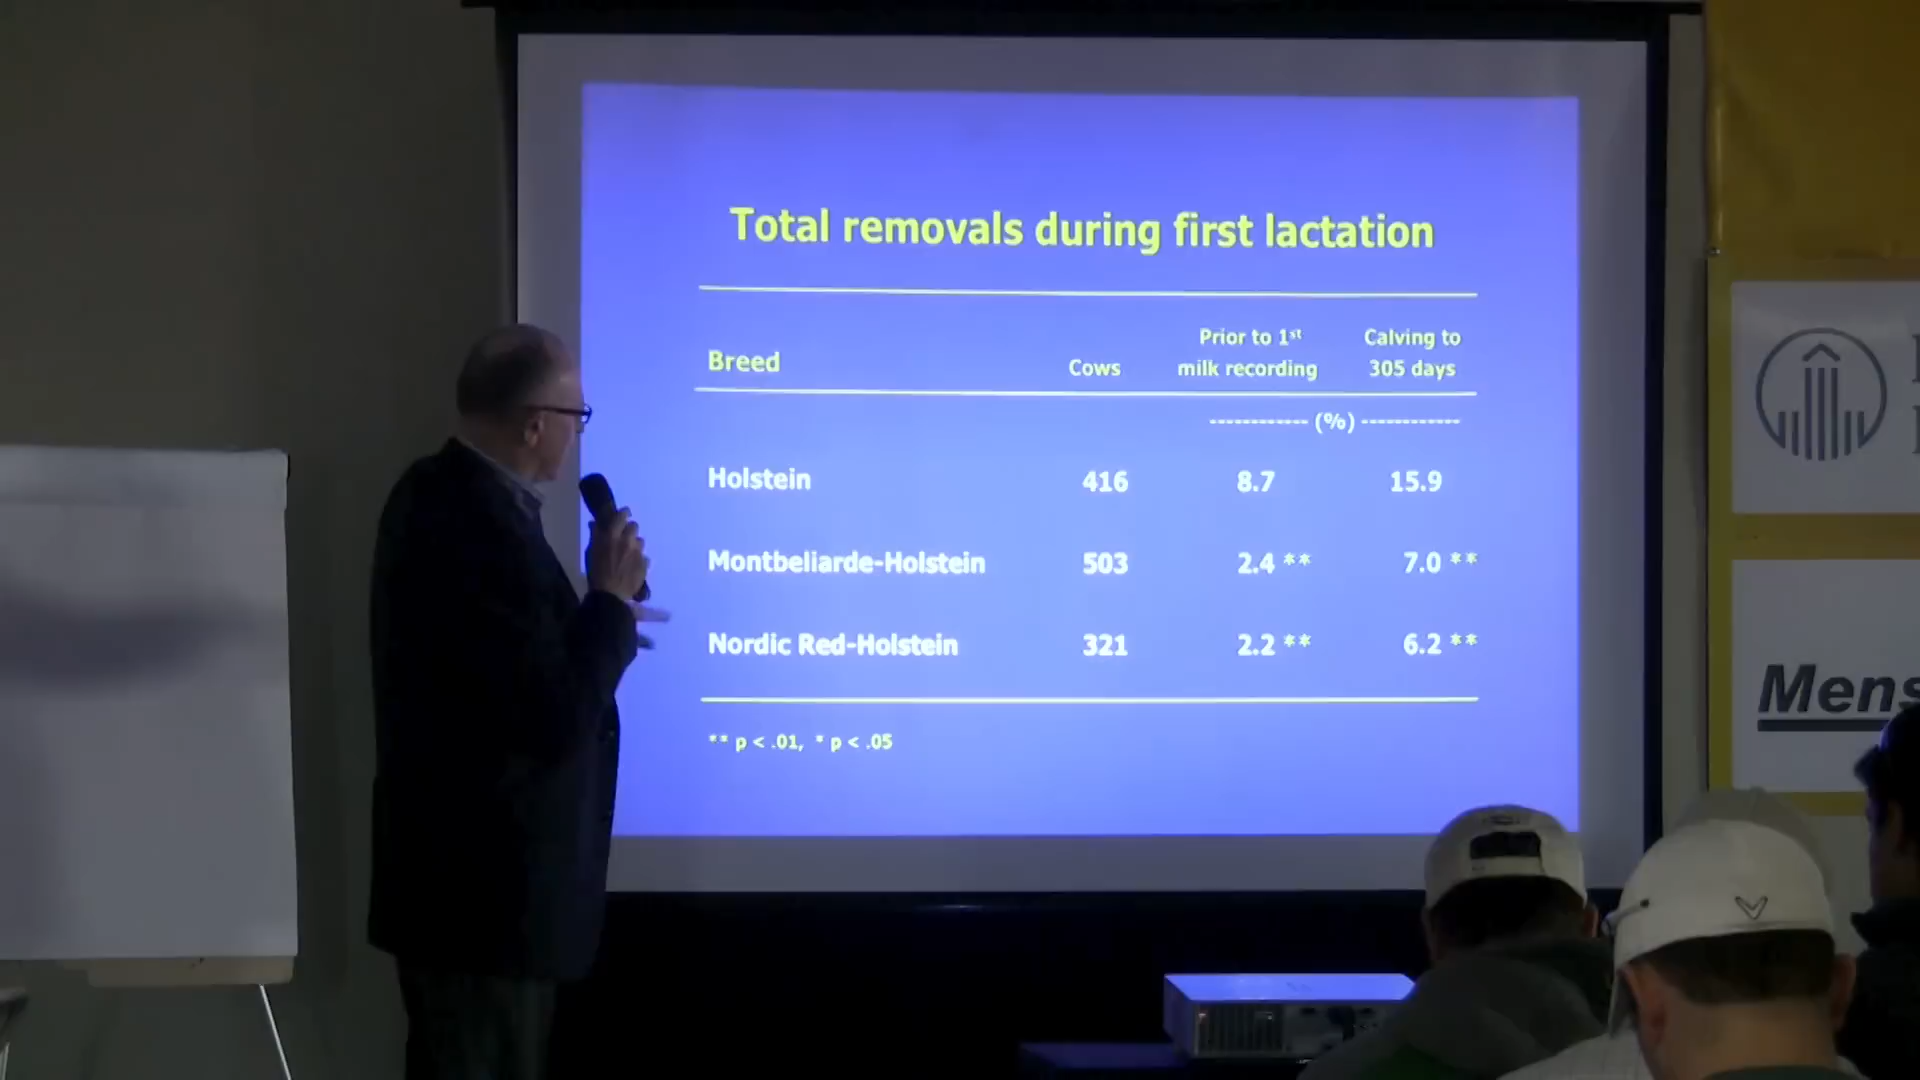 Total removals during first lactation
Breed Cows Prior to 1st milk recording Calving to 305 days
------------ (%) ------------
Holstein 416 8.7 15.9
Montbeliarde-Holstein 503 2.4 ** 7.0 **
Nordic Red-Holstein 321 2.2 ** 6.2 **
** p < .01, * p < .05
Mens